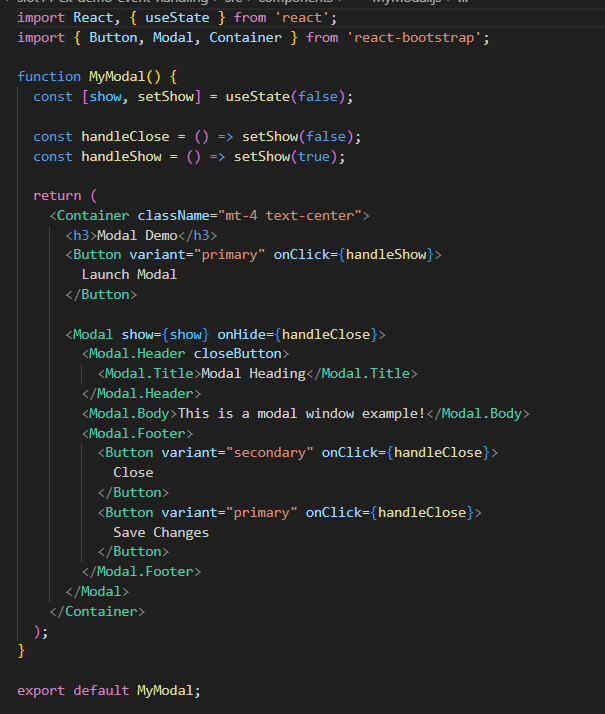 import React, { useState } from 'react';
import { Button, Modal, Container } from 'react-bootstrap';

function MyModal() {
  const [show, setShow] = useState(false);

  const handleClose = () => setShow(false);
  const handleShow = () => setShow(true);

  return (
    <Container className="mt-4 text-center">
      <h3>Modal Demo</h3>
      <Button variant="primary" onClick={handleShow}>
        Launch Modal
      </Button>

      <Modal show={show} onHide={handleClose}>
        <Modal.Header closeButton>
          <Modal.Title>Modal Heading</Modal.Title>
        </Modal.Header>
        <Modal.Body>This is a modal window example!</Modal.Body>
        <Modal.Footer>
          <Button variant="secondary" onClick={handleClose}>
            Close
          </Button>
          <Button variant="primary" onClick={handleClose}>
            Save Changes
          </Button>
        </Modal.Footer>
      </Modal>
    </Container>
  );
}

export default MyModal;